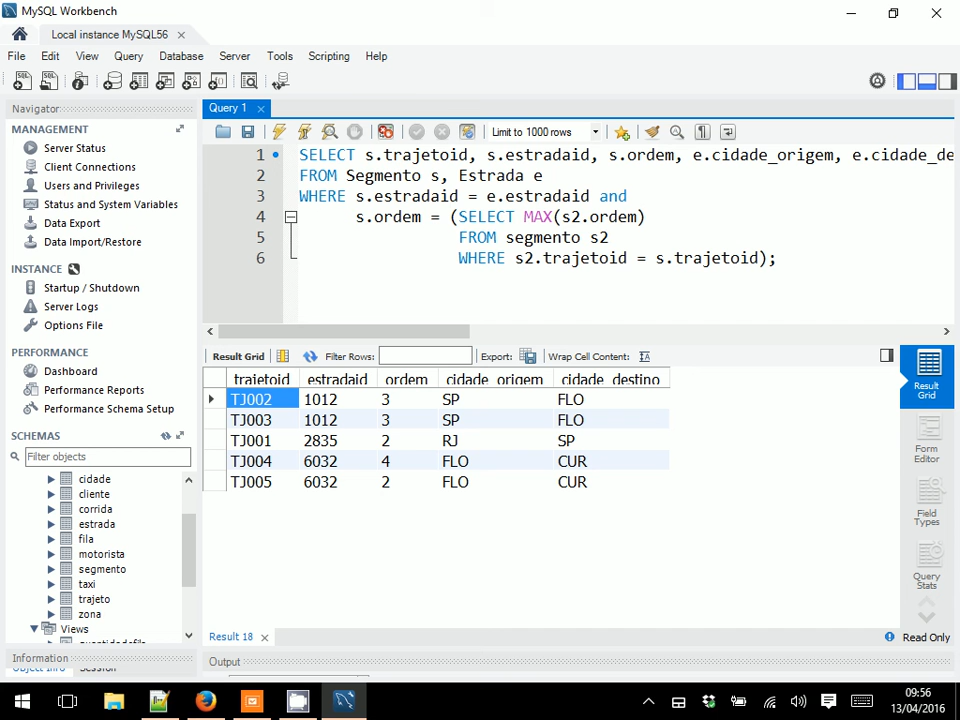 MySQL Workbench
Local instance MySQL56
File Edit View Query Database Server Tools Scripting Help
Navigator
MANAGEMENT
Server Status
Client Connections
Users and Privileges
Status and System Variables
Data Export
Data Import/Restore
INSTANCE
Startup / Shutdown
Server Logs
Options File
PERFORMANCE
Dashboard
Performance Reports
Performance Schema Setup
SCHEMAS
Filter objects
cidade
cliente
corrida
estrada
fila
motorista
segmento
taxi
trajeto
zona
Views
Information
Object Info Session
Query 1
Limit to 1000 rows
1 SELECT s.trajetoid, s.estradaid, s.ordem, e.cidade_origem, e.cidade_de
2 FROM Segmento s, Estrada e
3 WHERE s.estradaid = e.estradaid and
4 s.ordem = (SELECT MAX(s2.ordem)
5 FROM segmento s2
6 WHERE s2.trajetoid = s.trajetoid);
Result Grid Filter Rows: Export: Wrap Cell Content:
trajetoid estradaid ordem cidade_origem cidade_destino
TJ002 1012 3 SP FLO
TJ003 1012 3 SP FLO
TJ001 2835 2 RJ SP
TJ004 6032 4 FLO CUR
TJ005 6032 2 FLO CUR
Result Grid
Form Editor
Field Types
Query Stats
Result 18
Read Only
Output
09:56
13/04/2016